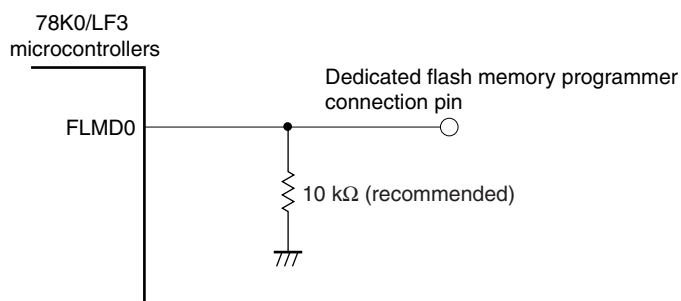 78K0/LF3
microcontrollers
Dedicated flash memory programmer
connection pin
FLMD0
10 kΩ (recommended)